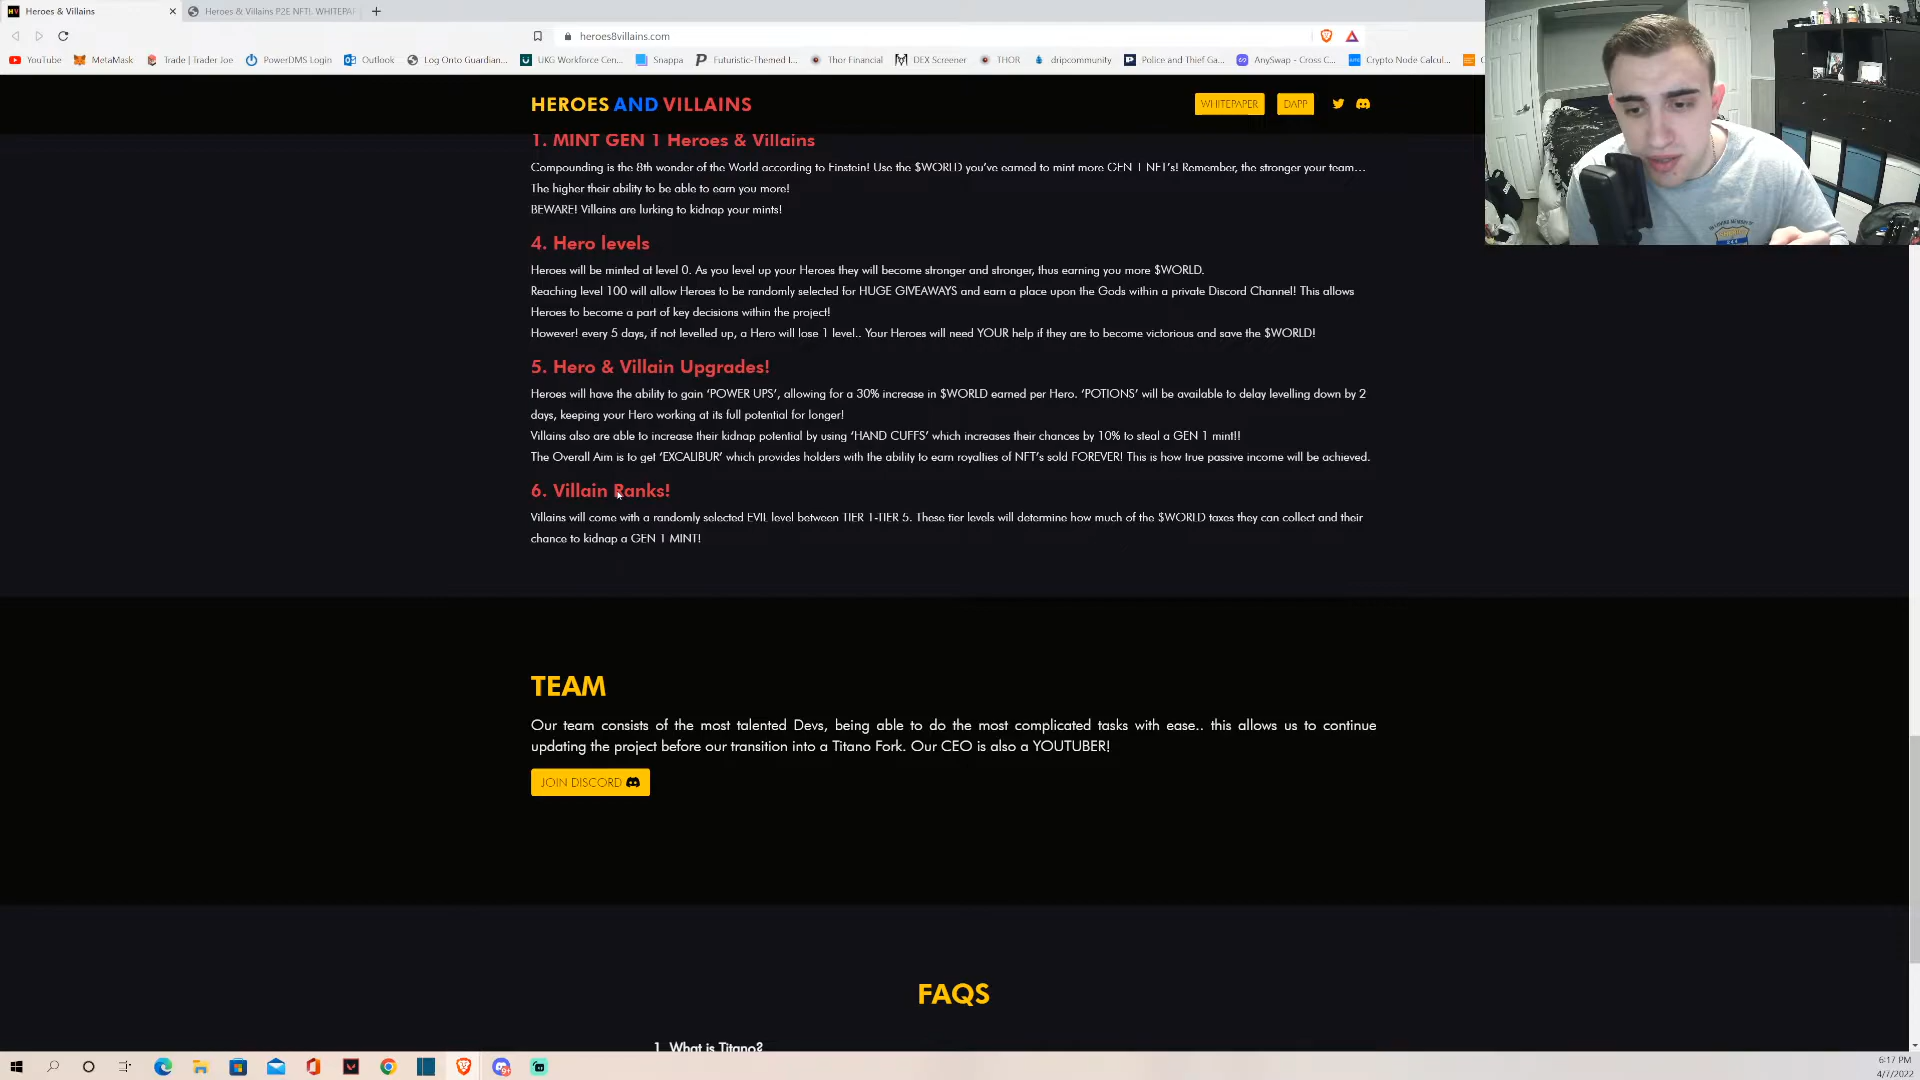 Heroes & Villains
Heroes & Villains P2E NFT!. WHITEPAP
heroes8villains.com
YouTube
MetaMask
Trade | Trader Joe
PowerDMS Login
Outlook
Log Onto Guardian...
UKG Workforce Cen...
Snappa
Futuristic-Themed I...
Thor Financial
DEX Screener
THOR
dripcommunity
Police and Thief Ga...
AnySwap - Cross C...
Crypto Node Calcul...
HEROES AND VILLAINS
WHITEPAPER
DAPP
1. MINT GEN 1 Heroes & Villains
Compounding is the 8th wonder of the World according to Einstein! Use the $WORLD you've earned to mint more GEN 1 NFT's! Remember, the stronger your team...
The higher their ability to be able to earn you more!
BEWARE! Villains are lurking to kidnap your mints!
4. Hero levels
Heroes will be minted at level 0. As you level up your Heroes they will become stronger and stronger, thus earning you more $WORLD.
Reaching level 100 will allow Heroes to be randomly selected for HUGE GIVEAWAYS and earn a place upon the Gods within a private Discord Channel! This allows
Heroes to become a part of key decisions within the project!
However! every 5 days, if not levelled up, a Hero will lose 1 level.. Your Heroes will need YOUR help if they are to become victorious and save the $WORLD!
5. Hero & Villain Upgrades!
Heroes will have the ability to gain 'POWER UPS', allowing for a 30% increase in $WORLD earned per Hero. 'POTIONS' will be available to delay levelling down by 2
days, keeping your Hero working at its full potential for longer!
Villains also are able to increase their kidnap potential by using 'HAND CUFFS' which increases their chances by 10% to steal a GEN 1 mint!!
The Overall Aim is to get 'EXCALIBUR' which provides holders with the ability to earn royalties of NFT's sold FOREVER! This is how true passive income will be achieved.
6. Villain Ranks!
Villains will come with a randomly selected EVIL level between TIER 1-TIER 5. These tier levels will determine how much of the $WORLD taxes they can collect and their
chance to kidnap a GEN 1 MINT!
TEAM
Our team consists of the most talented Devs, being able to do the most complicated tasks with ease.. this allows us to continue
updating the project before our transition into a Titano Fork. Our CEO is also a YOUTUBER!
JOIN DISCORD
FAQS
1. What is Titano?
6:17 PM
4/7/2022